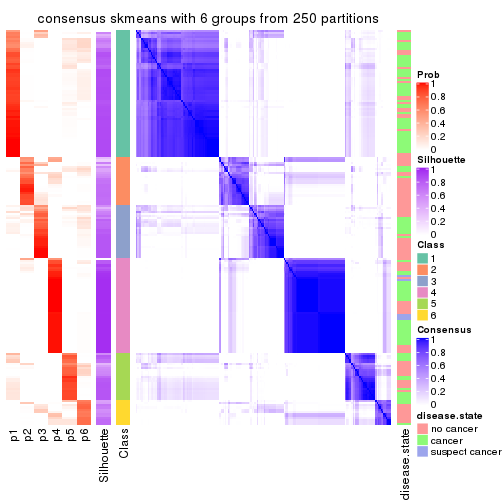 consensus skmeans with 6 groups from 250 partitions
Prob
1
0.8
0.6
0.4
0.2
0
Silhouette
1
0.8
0.6
0.4
0.2
0
Class
1
2
3
4
5
6
Consensus
1
0.8
0.6
0.4
0.2
0
disease.state
no cancer
cancer
suspect cancer
p1
p2
p3
p4
p5
p6
Silhouette
Class
disease.state